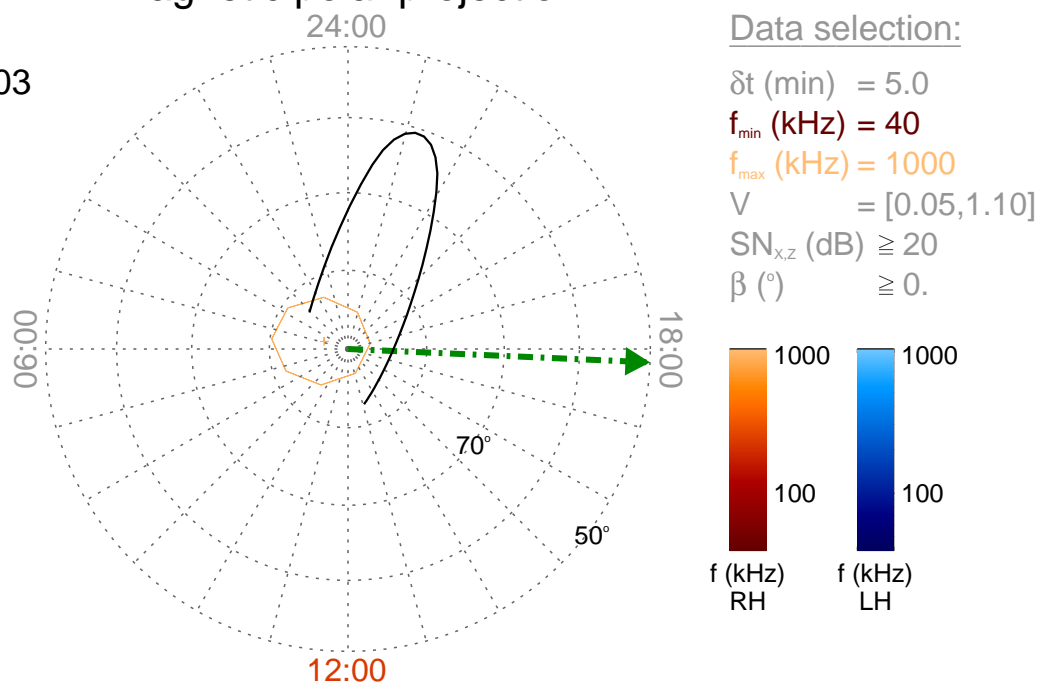 24:00
03
06:00
18:00
70°
50°
12:00
Data selection:
δt (min) = 5.0
fmin (kHz) = 40
fmax (kHz) = 1000
V = [0.05,1.10]
SNx,z (dB) ≧ 20
β (°) ≧ 0.
1000
100
f (kHz)
RH
1000
100
f (kHz)
LH